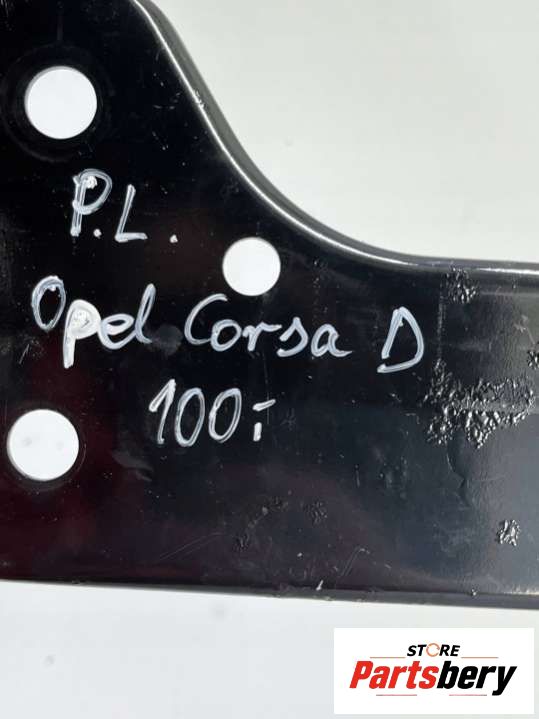 P.L.
Opel Corsa D
100,-
STORE
Partsbery